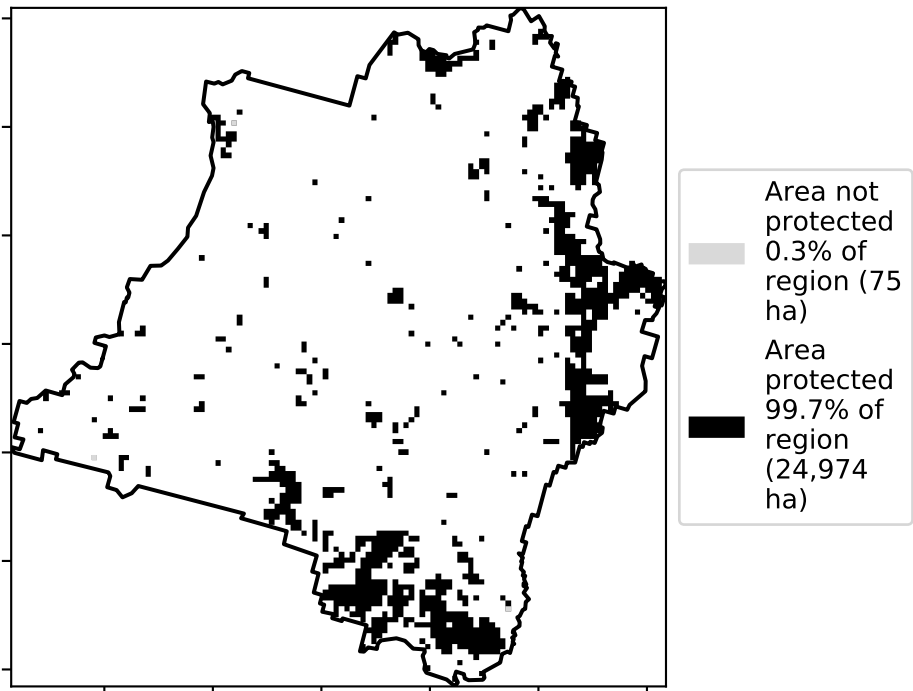 Area not
protected
0.3% of
region (75
ha)
Area
protected
99.7% of
region
(24,974
ha)